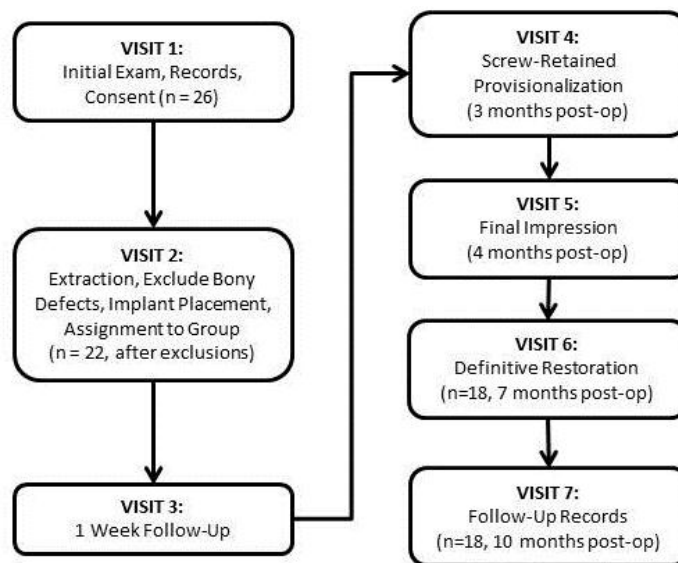 VISIT 1:
Initial Exam, Records,
Consent (n = 26)
VISIT 2:
Extraction, Exclude Bony
Defects, Implant Placement,
Assignment to Group
(n = 22, after exclusions)
VISIT 3:
1 Week Follow-Up
VISIT 4:
Screw-Retained
Provisionalization
(3 months post-op)
VISIT 5:
Final Impression
(4 months post-op)
VISIT 6:
Definitive Restoration
(n=18, 7 months post-op)
VISIT 7:
Follow-Up Records
(n=18, 10 months post-op)